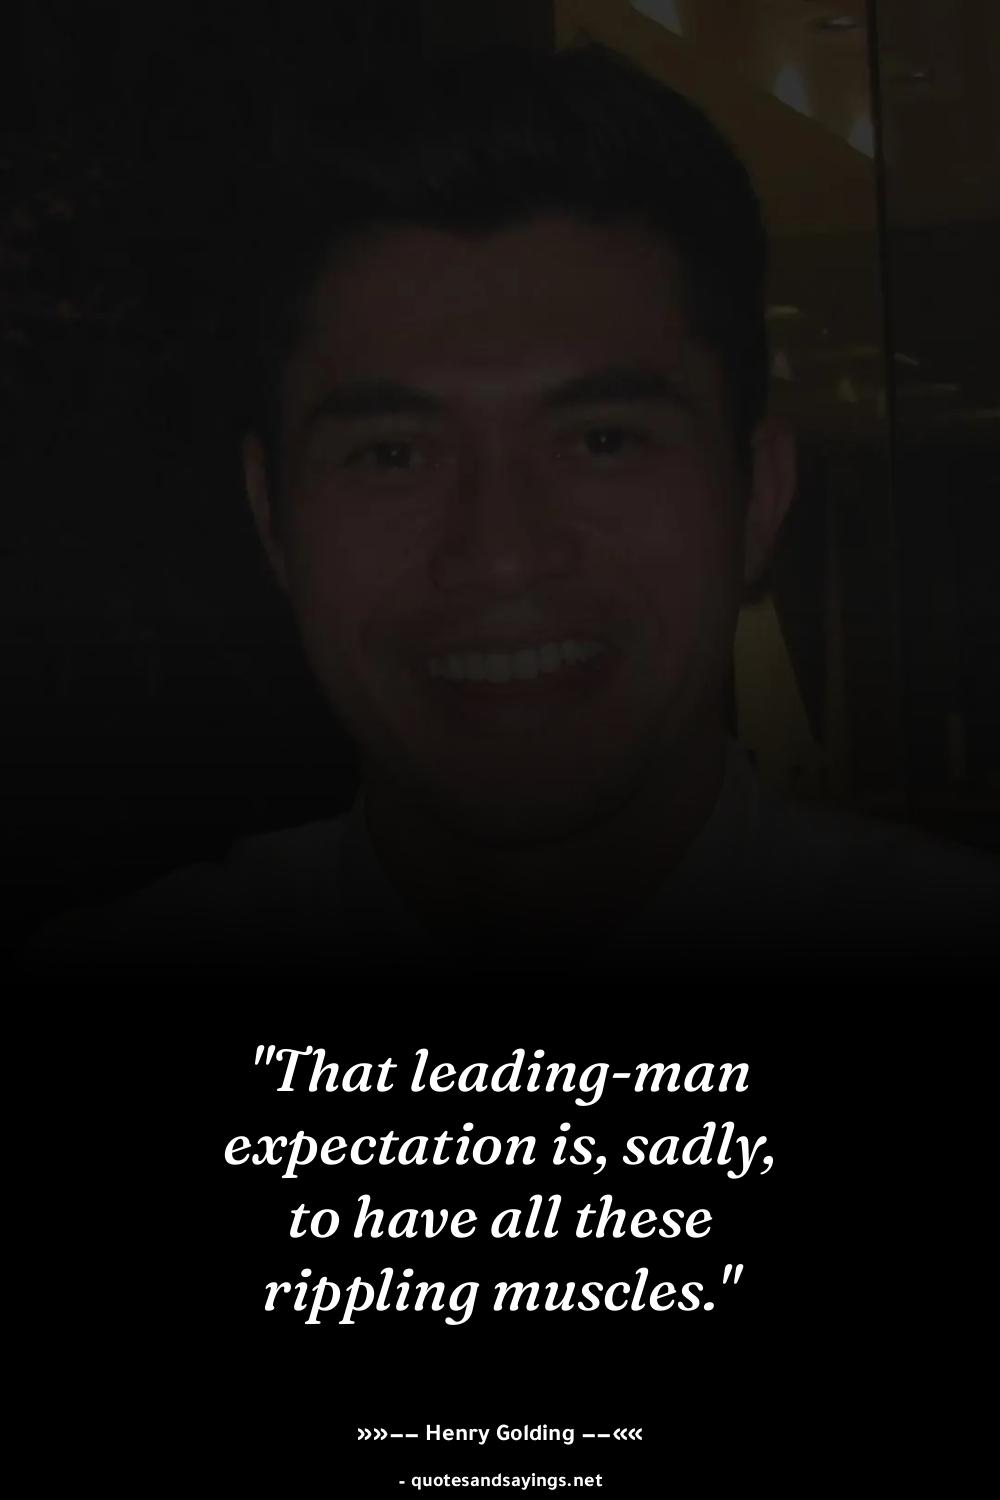 "That leading-man
expectation is, sadly,
to have all these
rippling muscles."
»»−− Henry Golding −−««
- quotesandsayings.net